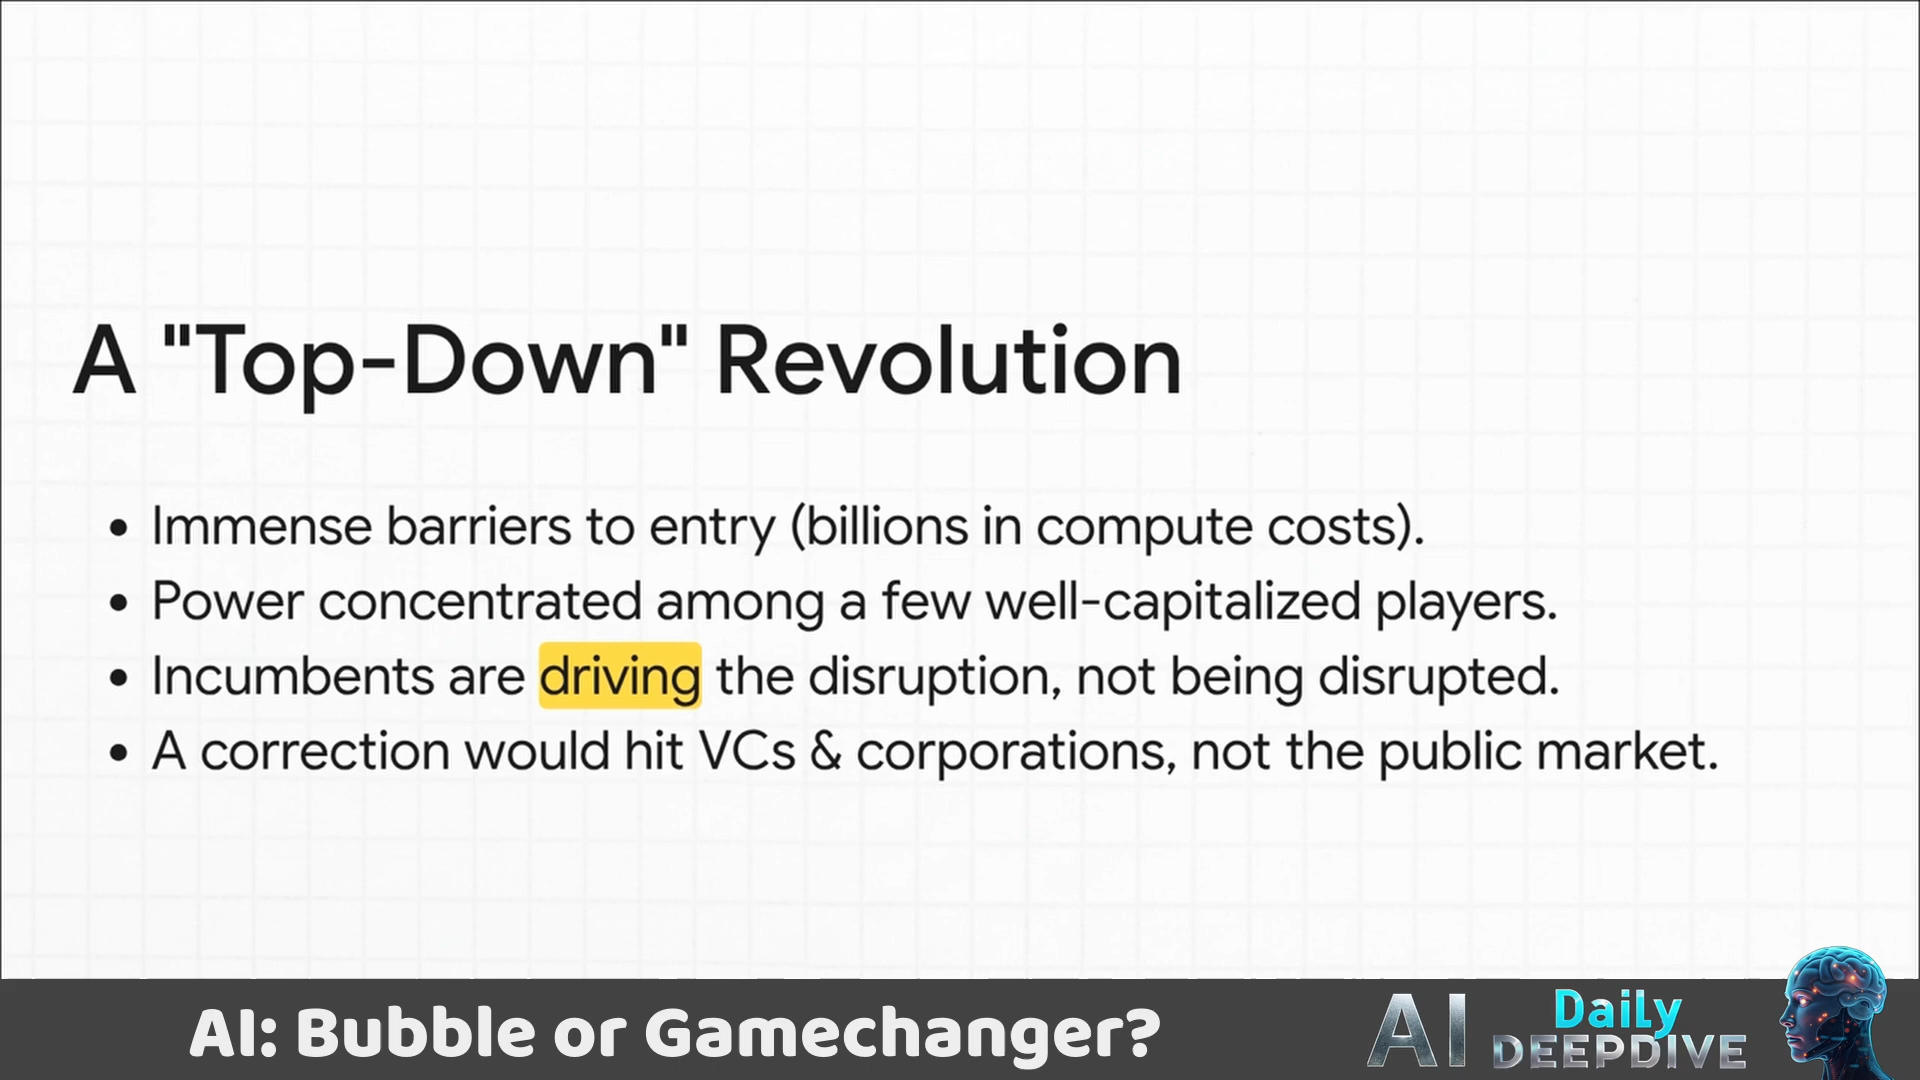 A "Top-Down" Revolution
• Immense barriers to entry (billions in compute costs).
• Power concentrated among a few well-capitalized players.
• Incumbents are driving the disruption, not being disrupted.
• A correction would hit VCs & corporations, not the public market.
AI: Bubble or Gamechanger?
AI Daily
DEEPDIVE